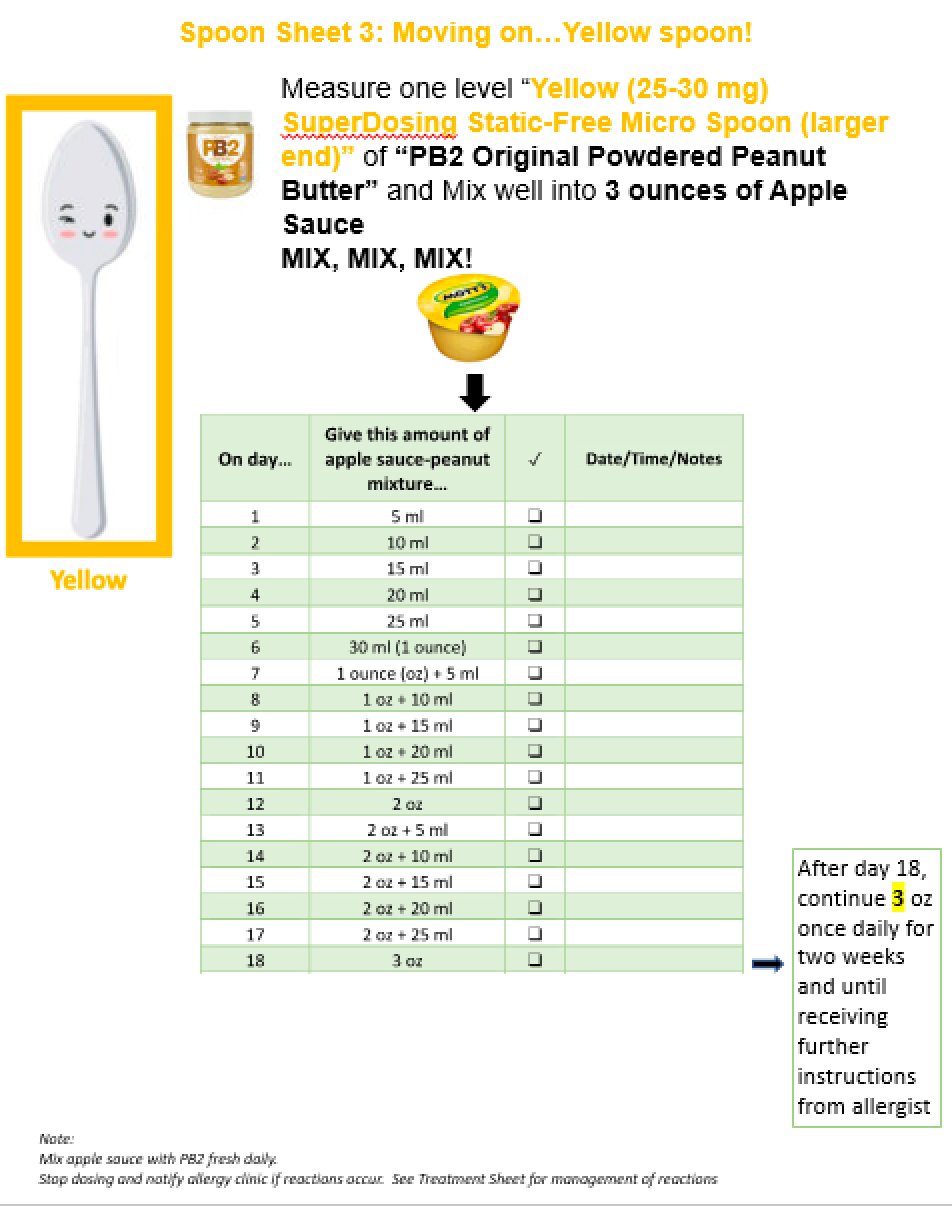 Spoon Sheet 3: Moving on...Yellow spoon!
Measure one level “Yellow (25-30 mg)
SuperDosing Static-Free Micro Spoon (larger
end)” of “PB2 Original Powdered Peanut
Butter” and Mix well into 3 ounces of Apple
Sauce
MIX, MIX, MIX!
PB2
MOTT'S
Yellow
On day... Give this amount of apple sauce-peanut mixture... ✓ Date/Time/Notes
1 5 ml ❑
2 10 ml ❑
3 15 ml ❑
4 20 ml ❑
5 25 ml ❑
6 30 ml (1 ounce) ❑
7 1 ounce (oz) + 5 ml ❑
8 1 oz + 10 ml ❑
9 1 oz + 15 ml ❑
10 1 oz + 20 ml ❑
11 1 oz + 25 ml ❑
12 2 oz ❑
13 2 oz + 5 ml ❑
14 2 oz + 10 ml ❑
15 2 oz + 15 ml ❑
16 2 oz + 20 ml ❑
17 2 oz + 25 ml ❑
18 3 oz ❑
After day 18,
continue 3 oz
once daily for
two weeks
and until
receiving
further
instructions
from allergist
Note:
Mix apple sauce with PB2 fresh daily.
Stop dosing and notify allergy clinic if reactions occur. See Treatment Sheet for management of reactions